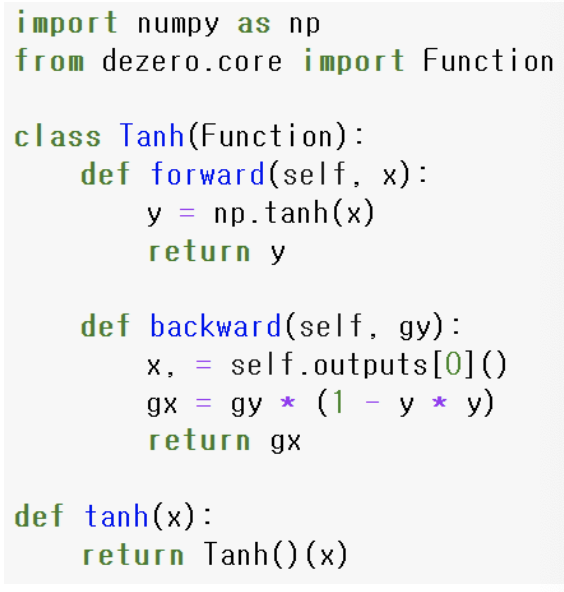 import numpy as np
from dezero.core import Function

class Tanh(Function):
    def forward(self, x):
        y = np.tanh(x)
        return y

    def backward(self, gy):
        x, = self.outputs[0]()
        gx = gy * (1 - y * y)
        return gx

def tanh(x):
    return Tanh()(x)